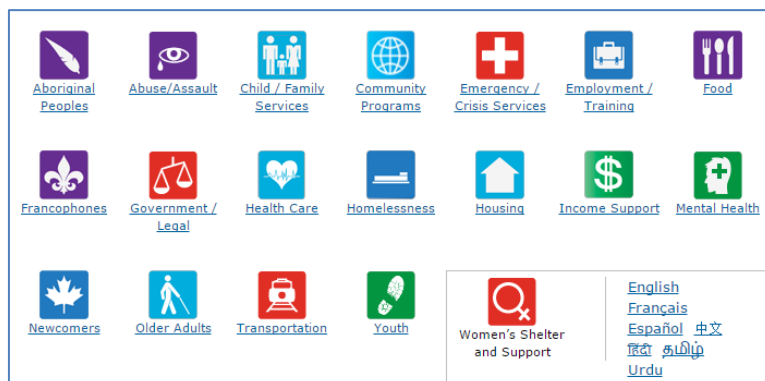 Aboriginal Peoples
Abuse/Assault
Child / Family Services
Community Programs
Emergency / Crisis Services
Employment / Training
Food
Francophones
Government / Legal
Health Care
Homelessness
Housing
Income Support
Mental Health
Newcomers
Older Adults
Transportation
Youth
Women's Shelter
and Support
English
Français
Español 中文
हिंदी தமிழ்
Urdu